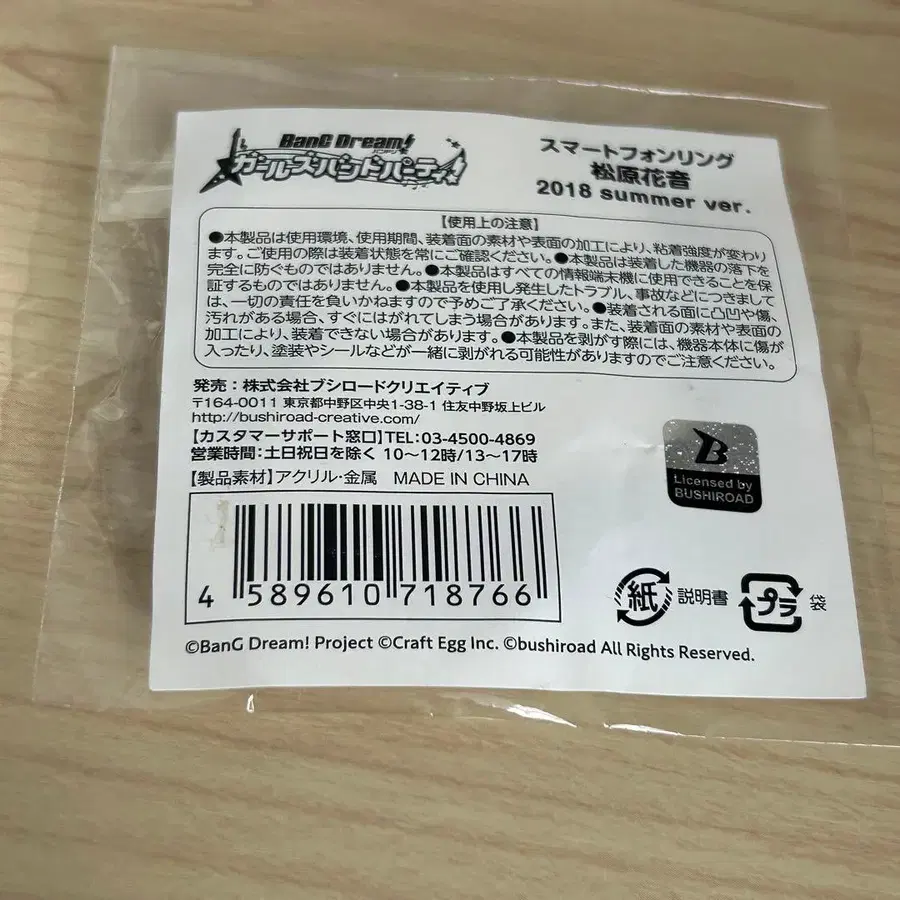 BanG Dream!
バンドリ!
ガールズバンドパーティ!
スマートフォンリング
松原花音
2018 summer ver.
【使用上の注意】
●本製品は使用環境、使用期間、装着面の素材や表面の加工により、粘着強度が変わり
ます。ご使用の際は装着状態を常にご確認ください。●本製品は装着した機器の落下を
完全に防ぐものではありません。●本製品はすべての情報端末機に使用できることを保
証するものではありません。●本製品を使用し発生したトラブル、事故などにつきまして
は、一切の責任を負いかねますので予めご了承ください。●装着される面に凸凹や傷、
汚れがある場合、すぐにはがれてしまう場合があります。また、装着面の素材や表面の
加工により、装着できない場合があります。●本製品を剥がす際には、機器本体に傷が
入ったり、塗装やシールなどが一緒に剥がれる可能性がありますのでご注意ください。
発売：株式会社ブシロードクリエイティブ
〒164-0011 東京都中野区中央1-38-1 住友中野坂上ビル
http://bushiroad-creative.com/
【カスタマーサポート窓口】TEL:03-4500-4869
営業時間：土日祝日を除く 10～12時/13～17時
【製品素材】アクリル・金属 MADE IN CHINA
B
Licensed by
BUSHIROAD
4 589610 718766
紙 説明書
プラ 袋
©BanG Dream! Project ©Craft Egg Inc. ©bushiroad All Rights Reserved.